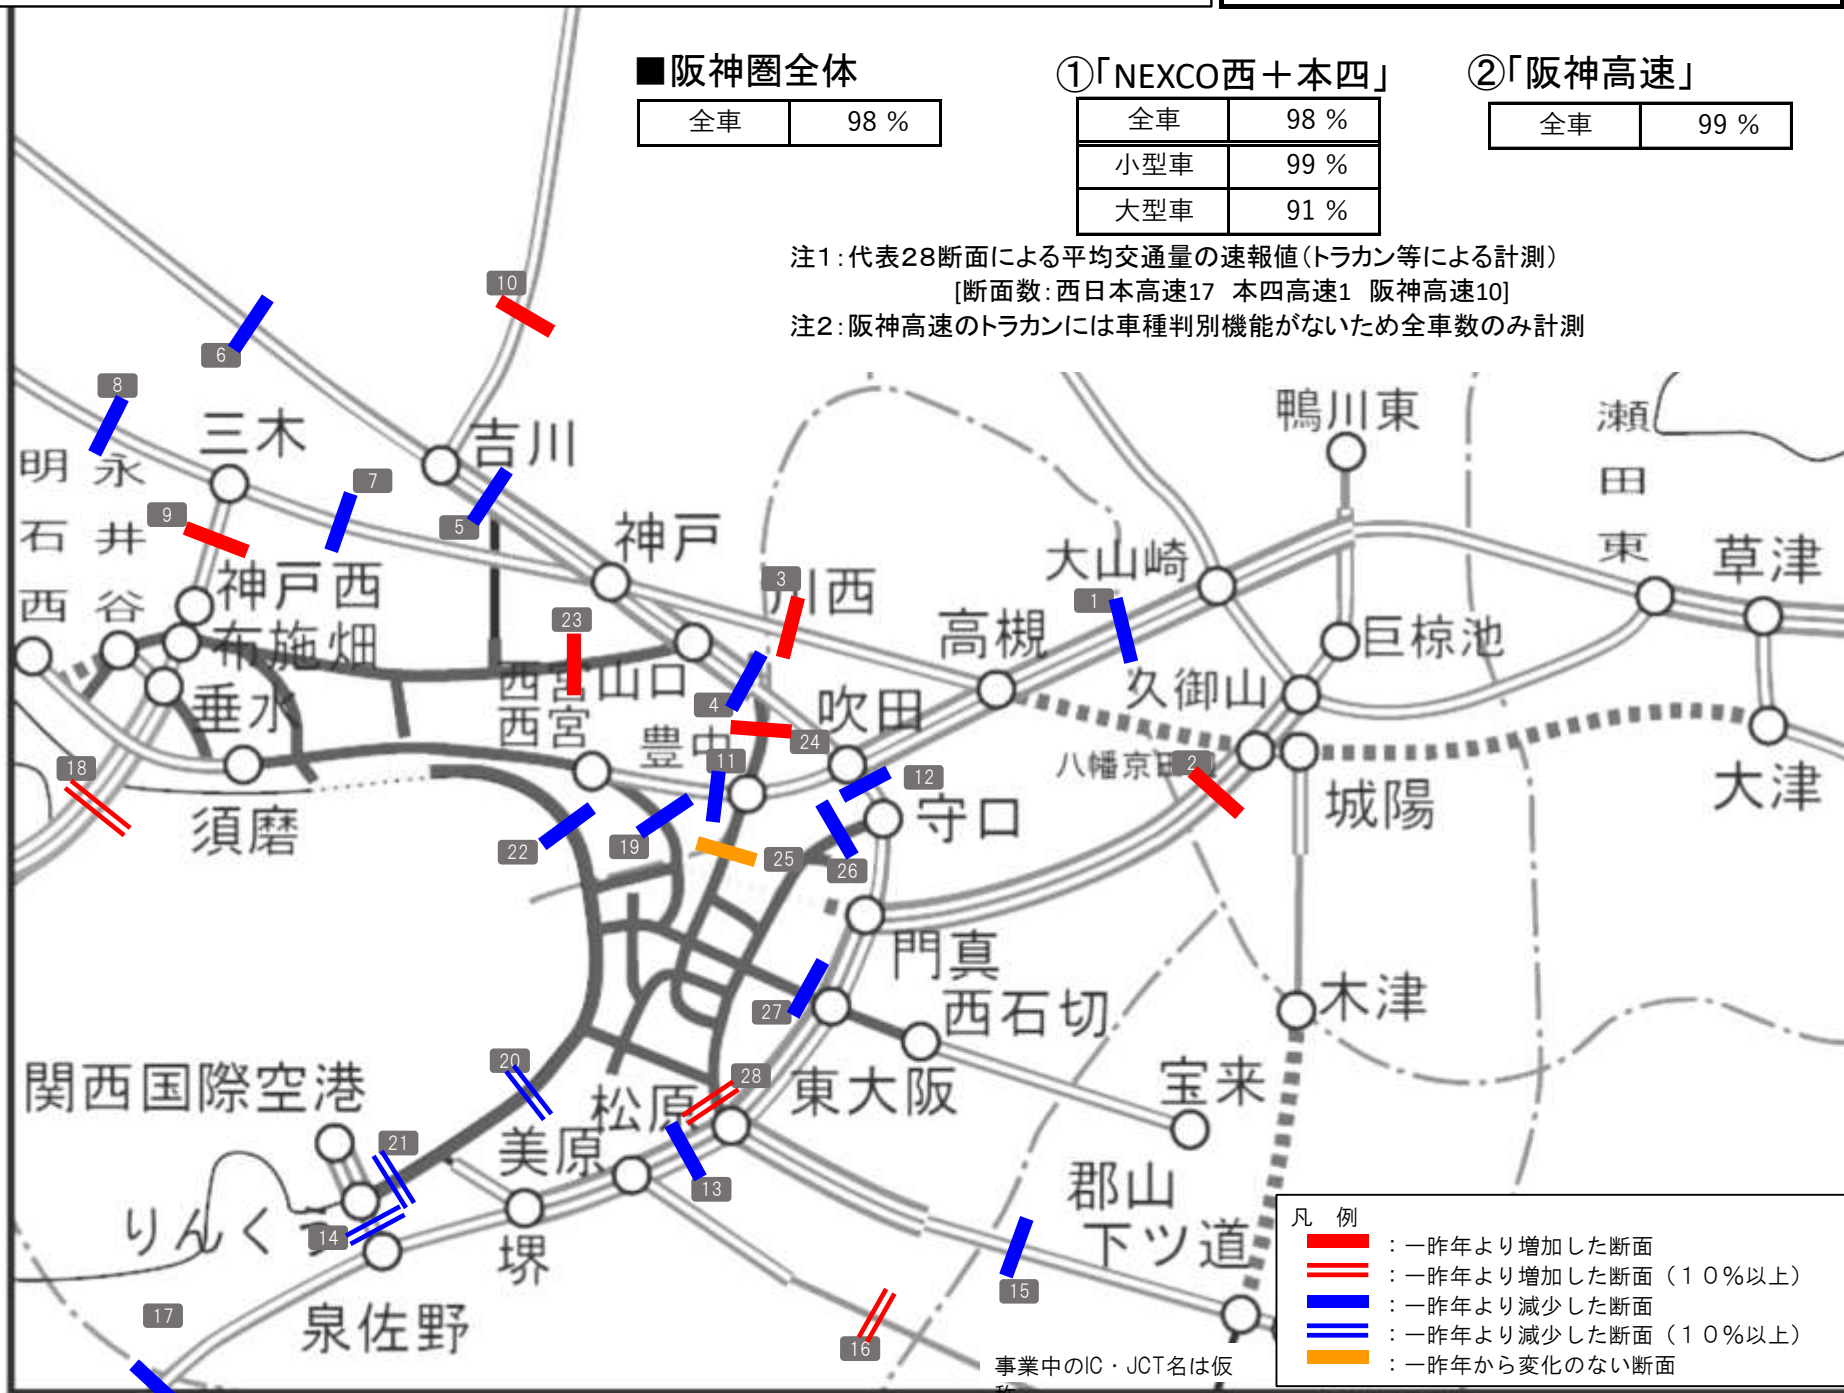 ■阪神圏全体
全車 98 %
①「NEXCO西＋本四」
全車 98 %
小型車 99 %
大型車 91 %
②「阪神高速」
全車 99 %
注１：代表２８断面による平均交通量の速報値（トラカン等による計測）
[断面数：西日本高速17　本四高速1　阪神高速10]
注２：阪神高速のトラカンには車種判別機能がないため全車数のみ計測
10
6
8
三木
吉川
鴨川東
瀬田東
明石西
永井谷
7
9
5
神戸
大山崎
草津
神戸西
3
川西
1
23
布施畑
高槻
巨椋池
西宮山口
久御山
垂水
4
吹田
西宮
豊中
24
八幡京田
2
18
11
12
大津
須磨
守口
城陽
22
19
25
26
門真
木津
27
西石切
20
関西国際空港
松原
28
東大阪
宝来
21
美原
13
郡山下ツ道
りんくう
14
堺
15
17
泉佐野
16
事業中のIC・JCT名は仮
凡　例
：一昨年より増加した断面
：一昨年より増加した断面（１０％以上）
：一昨年より減少した断面
：一昨年より減少した断面（１０％以上）
：一昨年から変化のない断面